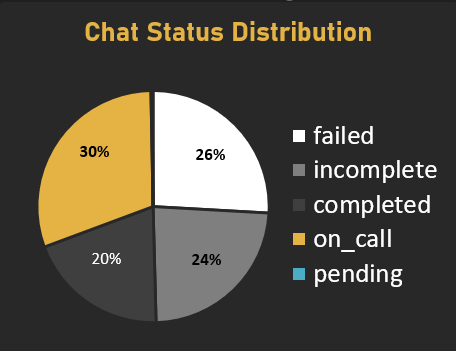 Chat Status Distribution
30%
26%
20%
24%
failed
incomplete
completed
on_call
pending